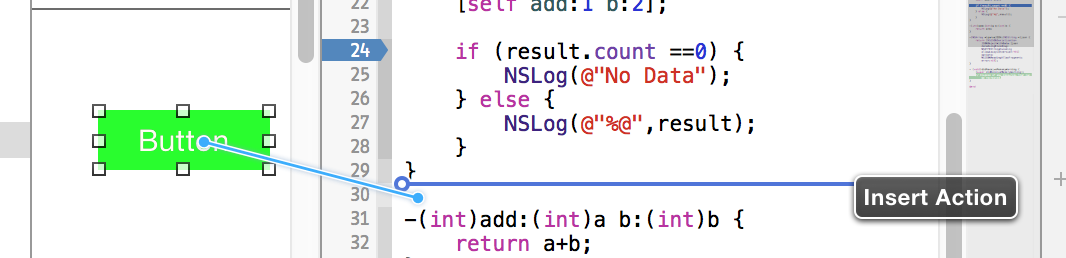 22 [self add:1 b:2];
23
24 if (result.count ==0) {
25 NSLog(@"No Data");
26 } else {
27 NSLog(@"%@",result);
28 }
29 }
30
31 -(int)add:(int)a b:(int)b {
32 return a+b;
Button
Insert Action